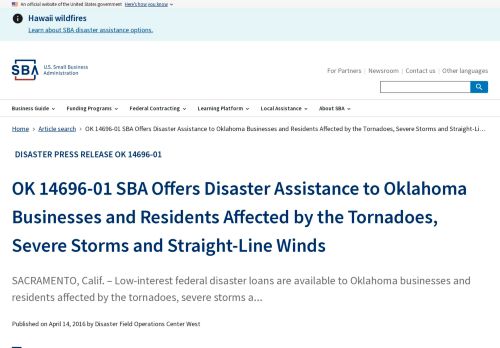 An official website of the United States government Here's how you know
Hawaii wildfires
Learn about SBA disaster assistance options.
SBA
U.S. Small Business
Administration
For Partners Newsroom Contact us Other languages
Business Guide Funding Programs Federal Contracting Learning Platform Local Assistance About SBA
Home Article search OK 14696-01 SBA Offers Disaster Assistance to Oklahoma Businesses and Residents Affected by the Tornadoes, Severe Storms and Straight-Li...
DISASTER PRESS RELEASE OK 14696-01
OK 14696-01 SBA Offers Disaster Assistance to Oklahoma
Businesses and Residents Affected by the Tornadoes,
Severe Storms and Straight-Line Winds
SACRAMENTO, Calif. – Low-interest federal disaster loans are available to Oklahoma businesses and
residents affected by the tornadoes, severe storms a...
Published on April 14, 2016 by Disaster Field Operations Center West